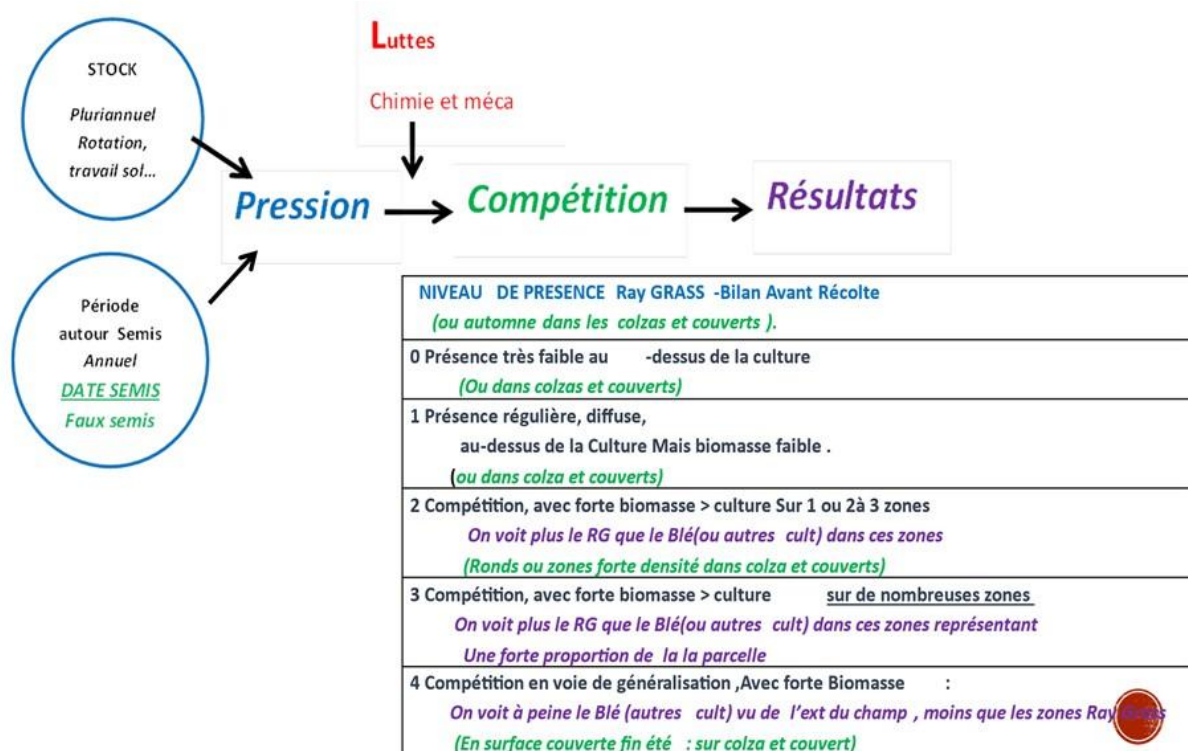 STOCK
Pluriannuel
Rotation,
travail sol...
Luttes
Chimie et méca
Pression
Compétition
Résultats
Période
autour Semis
Annuel
DATE SEMIS
Faux semis
NIVEAU DE PRESENCE Ray GRASS -Bilan Avant Récolte
(ou automne dans les colzas et couverts ).
0 Présence très faible au -dessus de la culture
(Ou dans colzas et couverts)
1 Présence régulière, diffuse,
au-dessus de la Culture Mais biomasse faible .
(ou dans colza et couverts)
2 Compétition, avec forte biomasse > culture Sur 1 ou 2à 3 zones
On voit plus le RG que le Blé(ou autres cult) dans ces zones
(Ronds ou zones forte densité dans colza et couverts)
3 Compétition, avec forte biomasse > culture sur de nombreuses zones
On voit plus le RG que le Blé(ou autres cult) dans ces zones représentant
Une forte proportion de la la parcelle
4 Compétition en voie de généralisation ,Avec forte Biomasse :
On voit à peine le Blé (autres cult) vu de l'ext du champ , moins que les zones Ray
(En surface couverte fin été : sur colza et couvert)